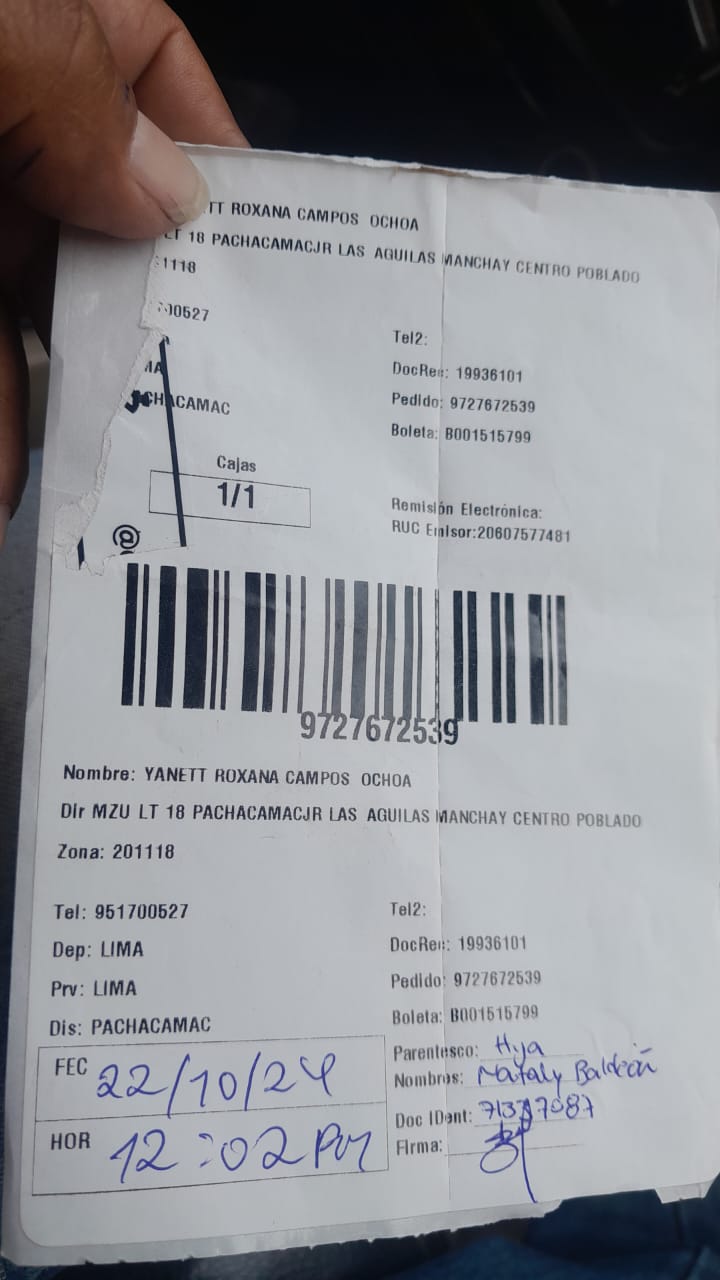 TT ROXANA CAMPOS OCHOA
LT 18 PACHACAMACJR LAS AGUILAS MANCHAY CENTRO POBLADO
1118
00527
Tel2:
MA
DocRec: 19936101
CHACAMAC
Pedido: 9727672539
Boleta: B001515799
Cajas
1/1
Remisión Electrónica:
RUC Emisor:20607577481
@
9727672539
Nombre: YANETT ROXANA CAMPOS OCHOA
Dir MZU LT 18 PACHACAMACJR LAS AGUILAS MANCHAY CENTRO POBLADO
Zona: 201118
Tel: 951700527
Tel2:
Dep: LIMA
DocRec: 19936101
Prv: LIMA
Pedido: 9727672539
Dis: PACHACAMAC
Boleta: B001515799
FEC 22/10/24
Parentesco: Hija
Nombres: Nataly Baldeón
HOR 12:02 Pm
Doc IDent:
Firma: